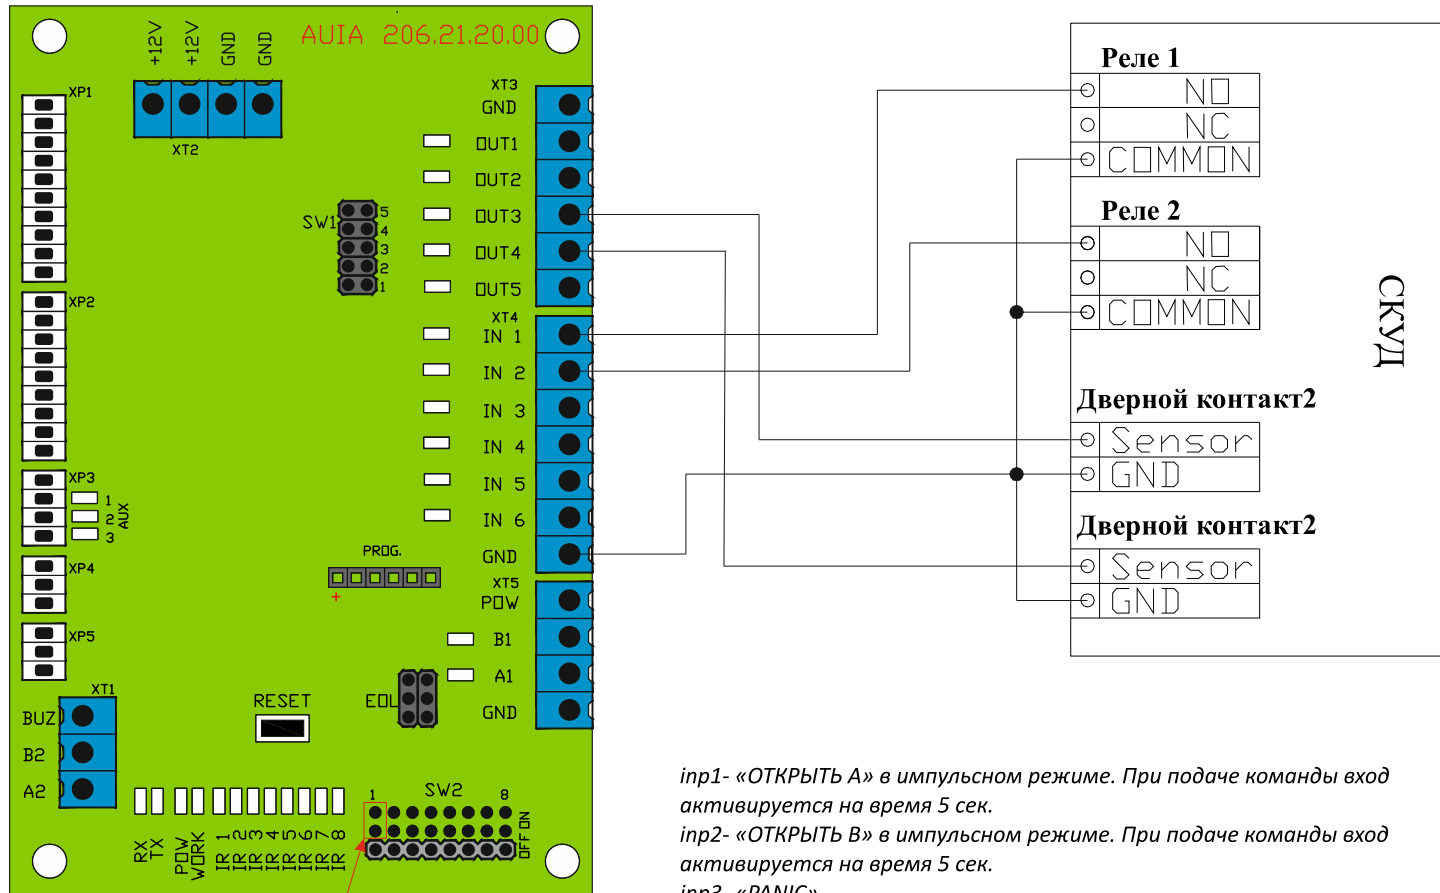 AUIA 206.21.20.00
+12V
+12V
GND
GND
XT2
XP1
XP2
XP3
1
2
3
AUX
XP4
XP5
XT1
BUZ
B2
A2
SW1
5
4
3
2
1
XT3
GND
OUT1
OUT2
OUT3
OUT4
OUT5
XT4
IN 1
IN 2
IN 3
IN 4
IN 5
IN 6
GND
XT5
POW
B1
A1
GND
PROG.
+
RESET
EOL
RX
TX
POW
WORK
IR 1
IR 2
IR 3
IR 4
IR 5
IR 6
IR 7
IR 8
1
SW2
8
OFF ON
Реле 1
NO
NC
COMMON
Реле 2
NO
NC
COMMON
СКУД
Дверной контакт2
Sensor
GND
Дверной контакт2
Sensor
GND
inp1- «ОТКРЫТЬ А» в импульсном режиме. При подаче команды вход
активируется на время 5 сек.
inp2- «ОТКРЫТЬ В» в импульсном режиме. При подаче команды вход
активируется на время 5 сек.
inp3- «PANIC»